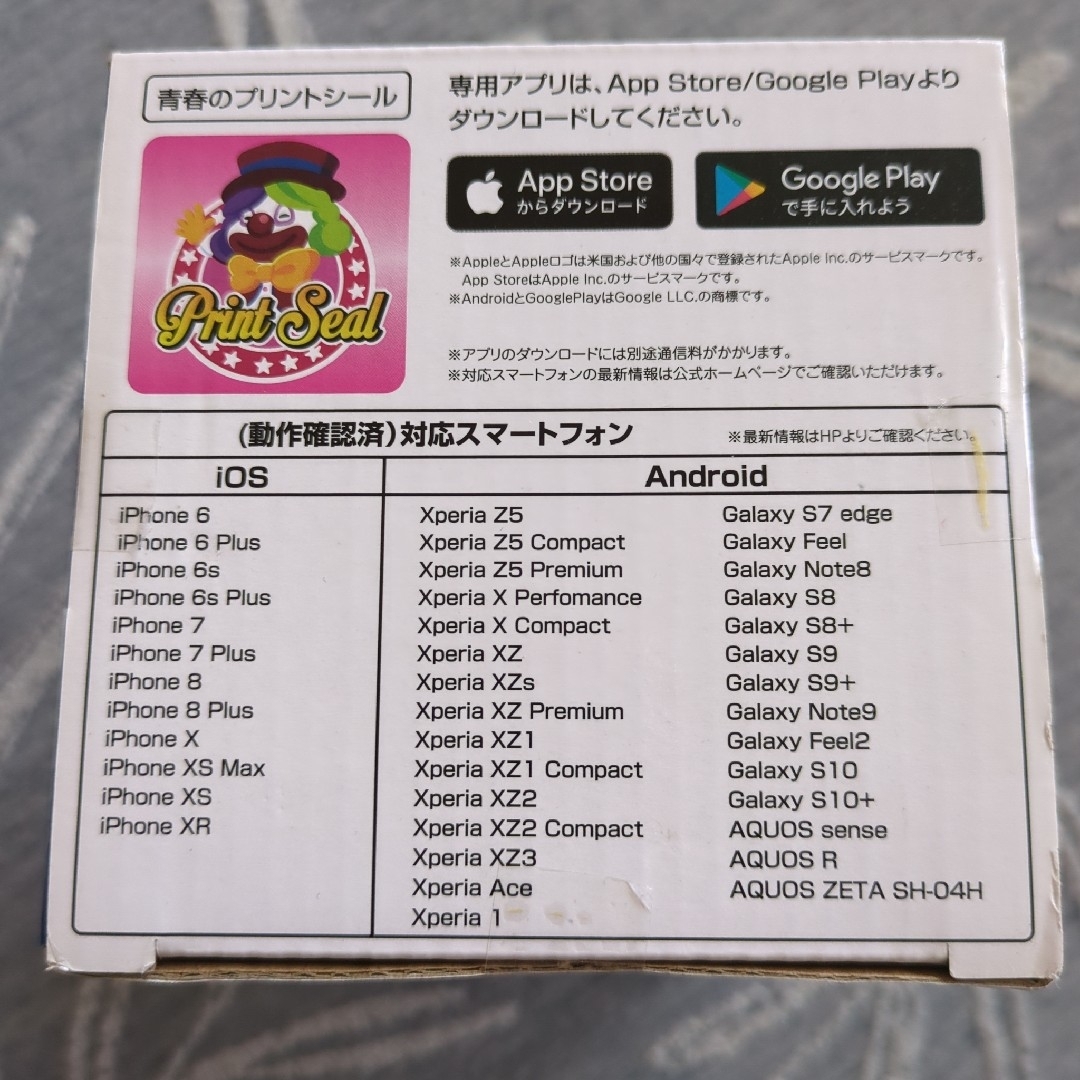 青春のプリントシール
Print Seal
専用アプリは、App Store/Google Playより
ダウンロードしてください。
App Store
からダウンロード
Google Play
で手に入れよう
※AppleとAppleロゴは米国および他の国々で登録されたApple Inc.のサービスマークです。
App StoreはApple Inc.のサービスマークです。
※AndroidとGooglePlayはGoogle LLC.の商標です。
※アプリのダウンロードには別途通信料がかかります。
※対応スマートフォンの最新情報は公式ホームページでご確認いただけます。
(動作確認済)対応スマートフォン
※最新情報はHPよりご確認ください。
iOS
iPhone 6
iPhone 6 Plus
iPhone 6s
iPhone 6s Plus
iPhone 7
iPhone 7 Plus
iPhone 8
iPhone 8 Plus
iPhone X
iPhone XS Max
iPhone XS
iPhone XR
Android
Xperia Z5
Xperia Z5 Compact
Xperia Z5 Premium
Xperia X Perfomance
Xperia X Compact
Xperia XZ
Xperia XZs
Xperia XZ Premium
Xperia XZ1
Xperia XZ1 Compact
Xperia XZ2
Xperia XZ2 Compact
Xperia XZ3
Xperia Ace
Xperia 1
Galaxy S7 edge
Galaxy Feel
Galaxy Note8
Galaxy S8
Galaxy S8+
Galaxy S9
Galaxy S9+
Galaxy Note9
Galaxy Feel2
Galaxy S10
Galaxy S10+
AQUOS sense
AQUOS R
AQUOS ZETA SH-04H